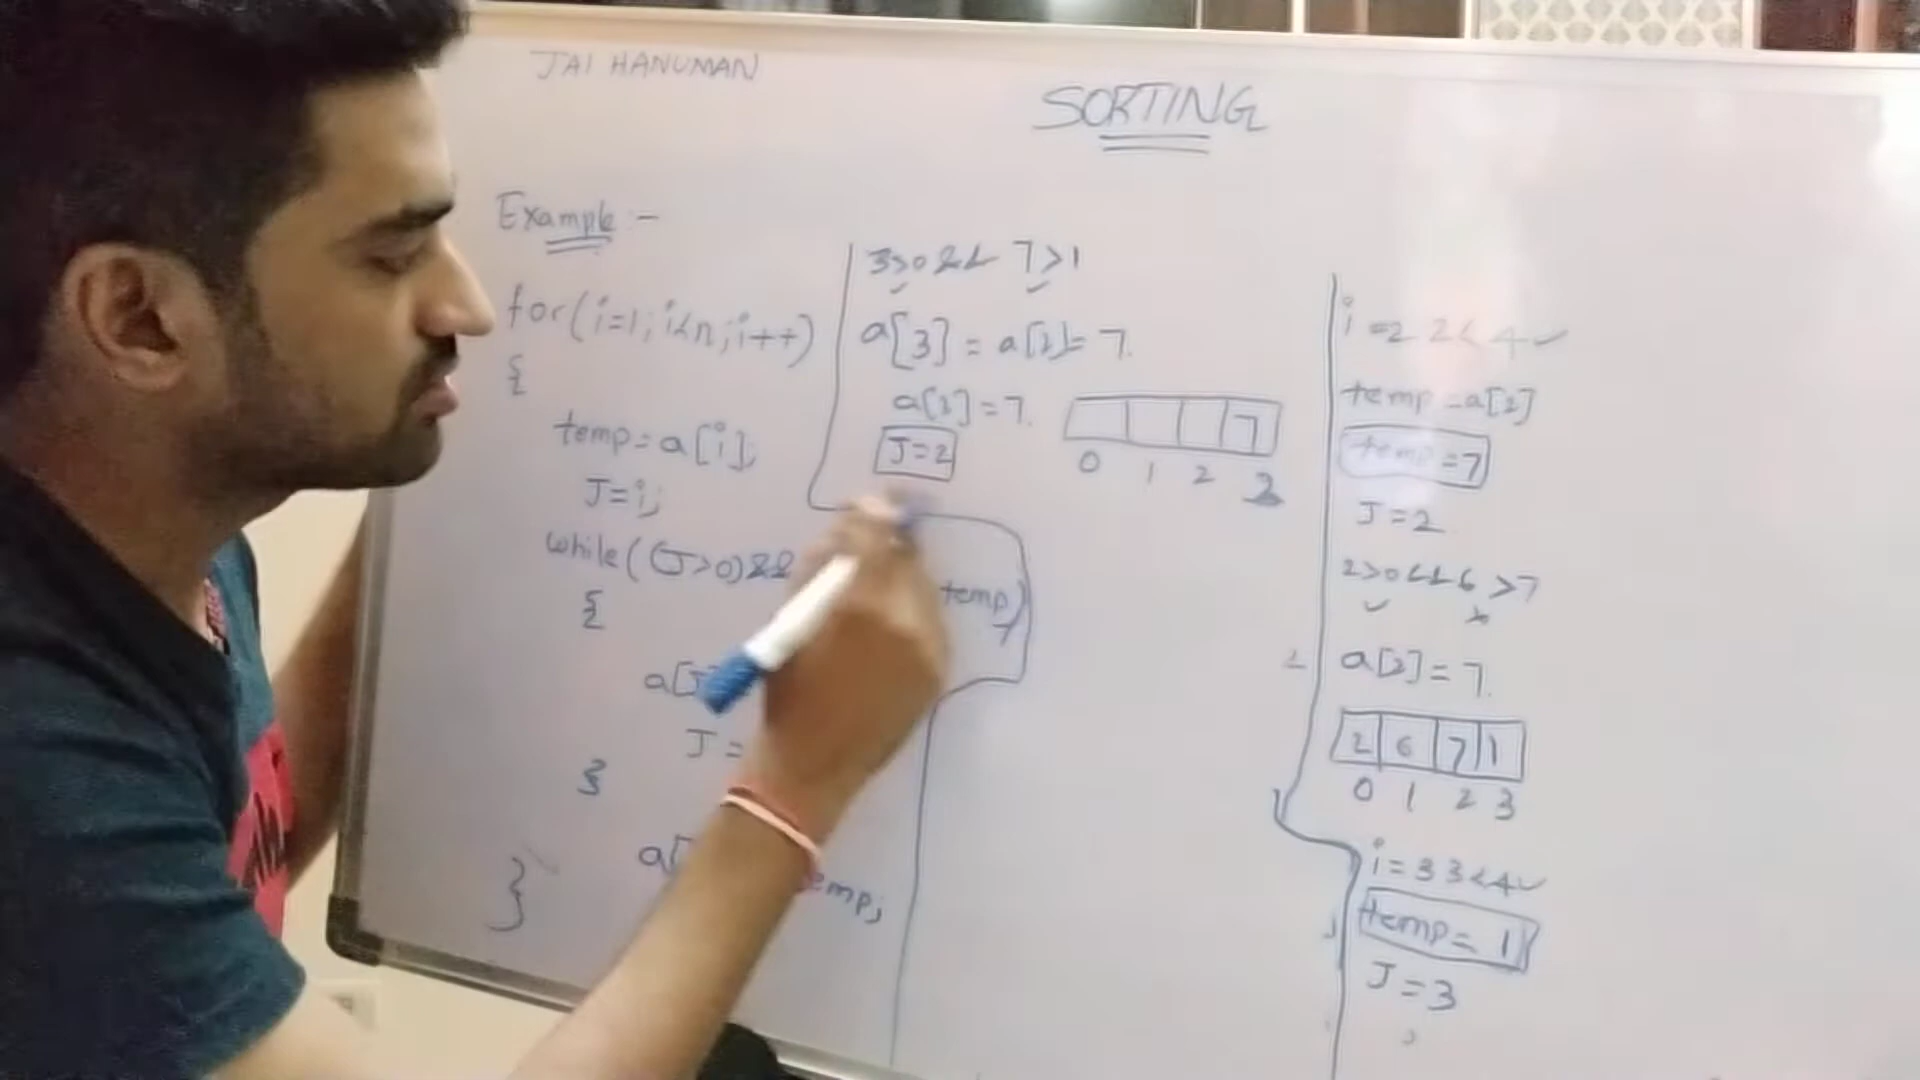 JAI HANUMAN
SORTING
Example :-
for(i=1; i<n; i++)
{
temp=a[i];
J=i;
while((J>0)&&
temp)
{
a[J
J=
}
a[
temp;
}
3>0 && 7>1
a[3] = a[2]= 7.
a[3]=7.
J=2
7
0 1 2 3
i=2 2<4✓
temp=a[2]
temp=7
J=2
2>0 && 6>7
✓ x
a[2]=7.
2 6 7 1
0 1 2 3
i=3 3<4✓
temp=1
J=3